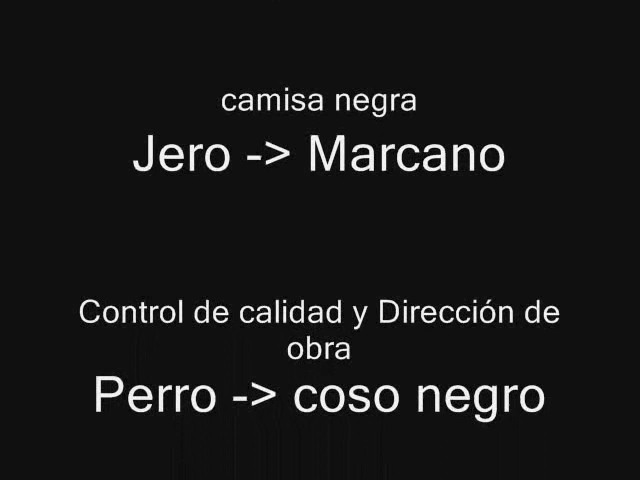 camisa negra
Jero -> Marcano
Control de calidad y Dirección de
obra
Perro -> coso negro